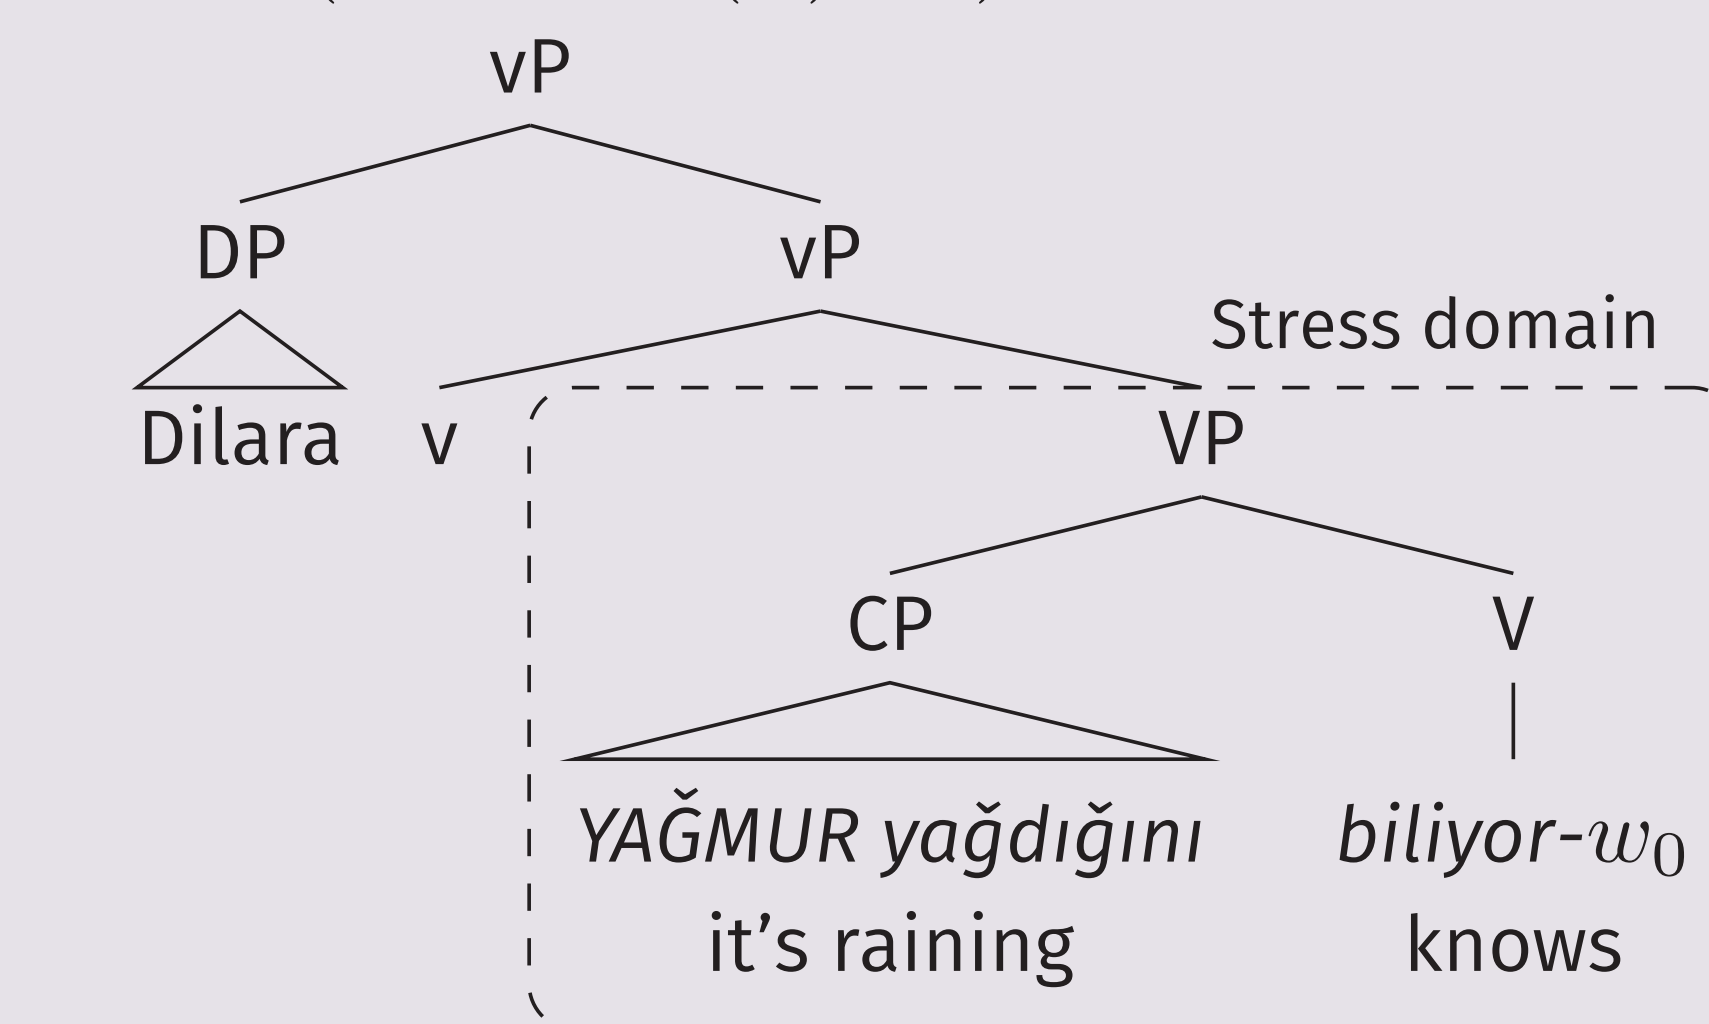 vP
DP vP
Stress domain
Dilara v VP
CP V
YAĞMUR yağdığını biliyor-w₀
it’s raining knows